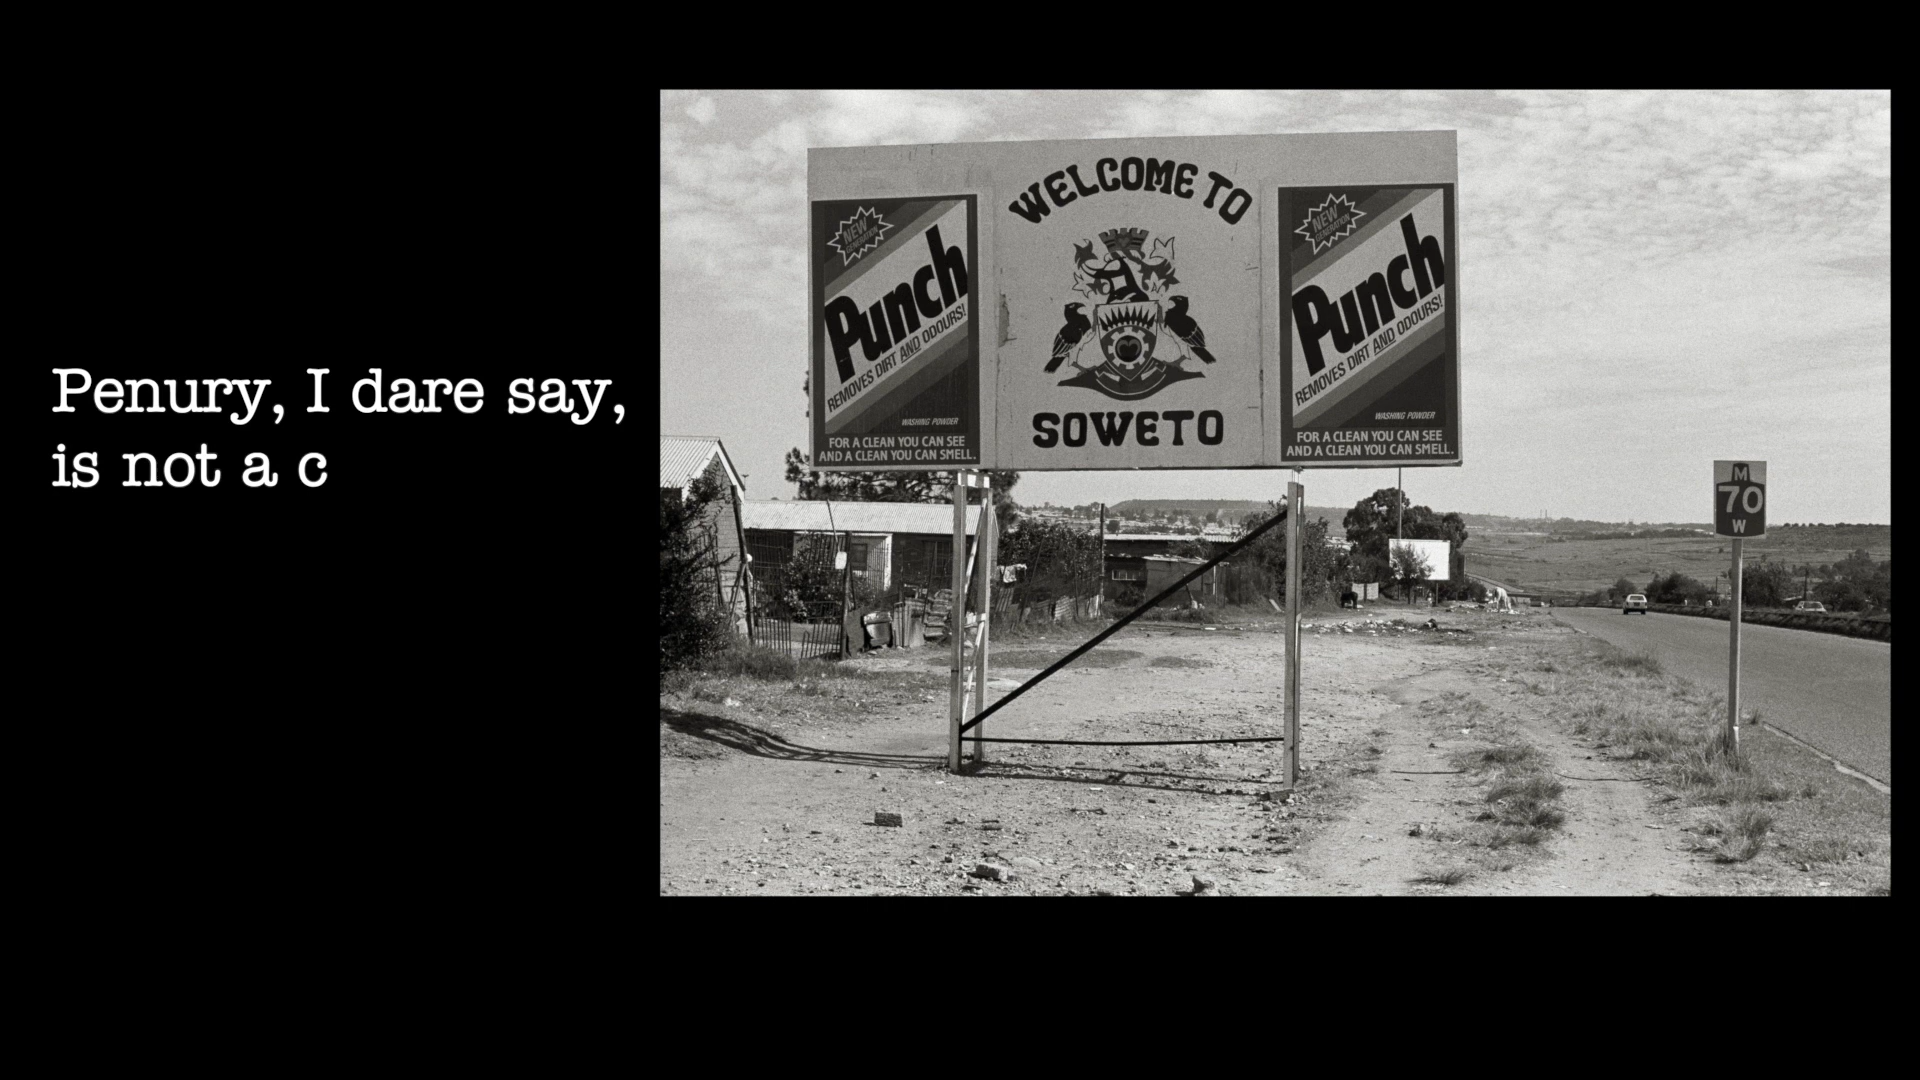 Penury, I dare say,
is not a c
WELCOME TO
SOWETO
NEW
GENERATION
Punch
REMOVES DIRT AND ODOURS!
WASHING POWDER
FOR A CLEAN YOU CAN SEE
AND A CLEAN YOU CAN SMELL.
NEW
GENERATION
Punch
REMOVES DIRT AND ODOURS!
WASHING POWDER
FOR A CLEAN YOU CAN SEE
AND A CLEAN YOU CAN SMELL.
M
70
W